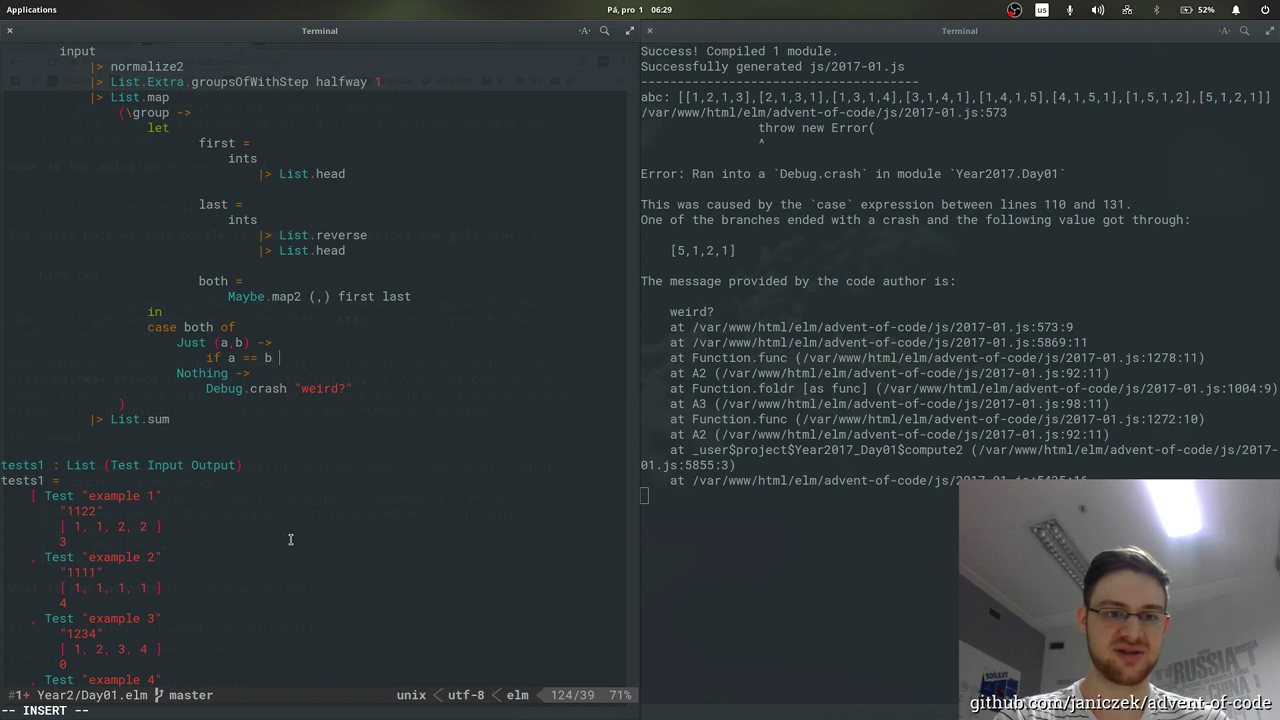 Applications
Pá, pro 1 06:29
us
52%
× Terminal
input
|> normalize2
|> List.Extra.groupsOfWithStep halfway 1
|> List.map
(\group ->
let
first =
ints
|> List.head
last =
ints
|> List.reverse
|> List.head
both =
Maybe.map2 (,) first last
in
case both of
Just (a,b) ->
if a == b
Nothing ->
Debug.crash "weird?"
)
|> List.sum
tests1 : List (Test Input Output)
tests1 =
[ Test "example 1"
"1122"
[ 1, 1, 2, 2 ]
3
, Test "example 2"
"1111"
[ 1, 1, 1, 1 ]
4
, Test "example 3"
"1234"
[ 1, 2, 3, 4 ]
0
, Test "example 4"
#1+ Year2/Day01.elm master unix utf-8 elm 124/39 71%
-- INSERT --
× Terminal
Success! Compiled 1 module.
Successfully generated js/2017-01.js
-------------------------------------
abc: [[1,2,1,3],[2,1,3,1],[1,3,1,4],[3,1,4,1],[1,4,1,5],[4,1,5,1],[1,5,1,2],[5,1,2,1]]
/var/www/html/elm/advent-of-code/js/2017-01.js:573
throw new Error(
^
Error: Ran into a `Debug.crash` in module `Year2017.Day01`
This was caused by the `case` expression between lines 110 and 131.
One of the branches ended with a crash and the following value got through:
[5,1,2,1]
The message provided by the code author is:
weird?
at /var/www/html/elm/advent-of-code/js/2017-01.js:573:9
at /var/www/html/elm/advent-of-code/js/2017-01.js:5869:11
at Function.func (/var/www/html/elm/advent-of-code/js/2017-01.js:1278:11)
at A2 (/var/www/html/elm/advent-of-code/js/2017-01.js:92:11)
at Function.foldr [as func] (/var/www/html/elm/advent-of-code/js/2017-01.js:1004:9)
at A3 (/var/www/html/elm/advent-of-code/js/2017-01.js:98:11)
at Function.func (/var/www/html/elm/advent-of-code/js/2017-01.js:1272:10)
at A2 (/var/www/html/elm/advent-of-code/js/2017-01.js:92:11)
at _user$project$Year2017_Day01$compute2 (/var/www/html/elm/advent-of-code/js/2017-
01.js:5855:3)
RUSSIA
github.com/janiczek/advent-of-code